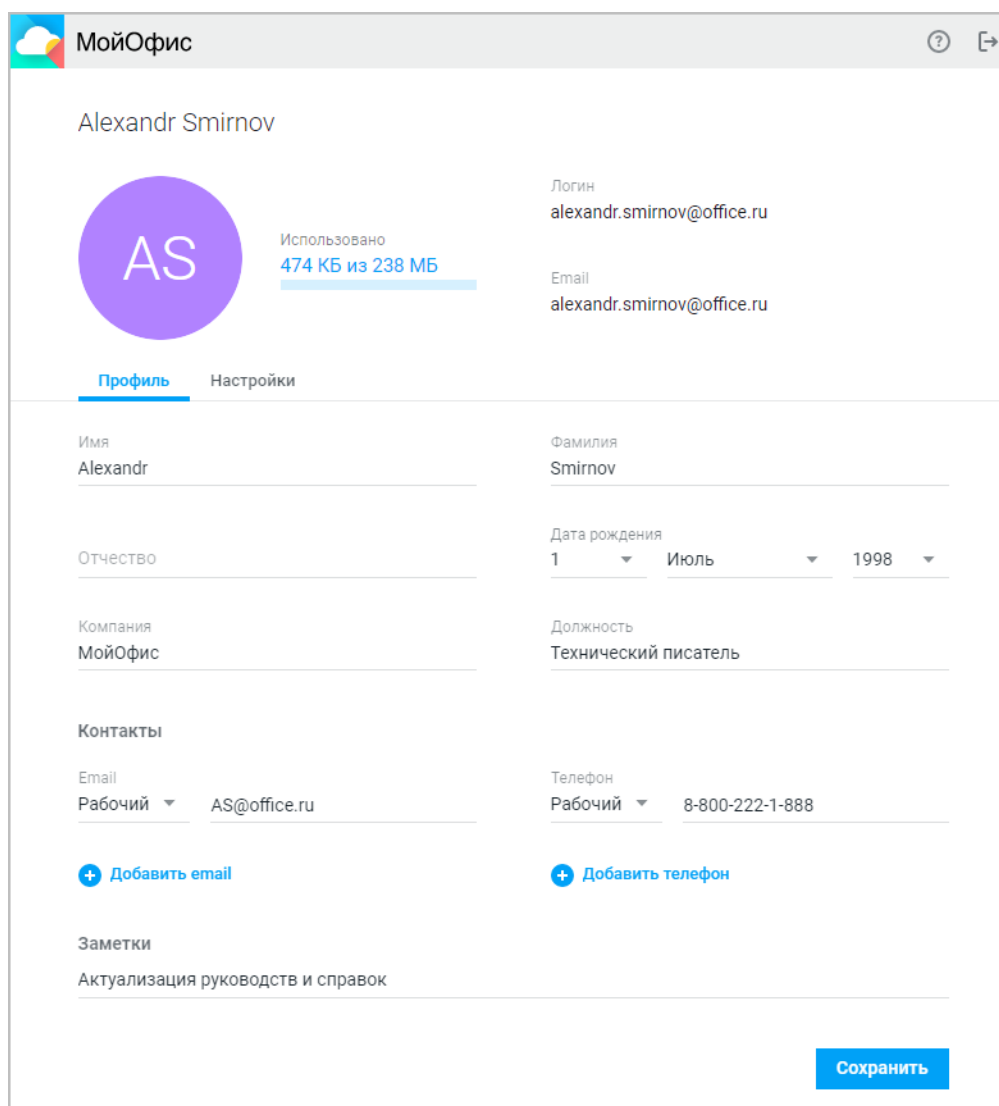 МойОфис
Alexandr Smirnov
AS
Использовано
474 КБ из 238 МБ
Логин
alexandr.smirnov@office.ru
Email
alexandr.smirnov@office.ru
Профиль Настройки
Имя
Alexandr
Фамилия
Smirnov
Отчество
Дата рождения
1 Июль 1998
Компания
МойОфис
Должность
Технический писатель
Контакты
Email
Рабочий AS@office.ru
Телефон
Рабочий 8-800-222-1-888
Добавить email
Добавить телефон
Заметки
Актуализация руководств и справок
Сохранить